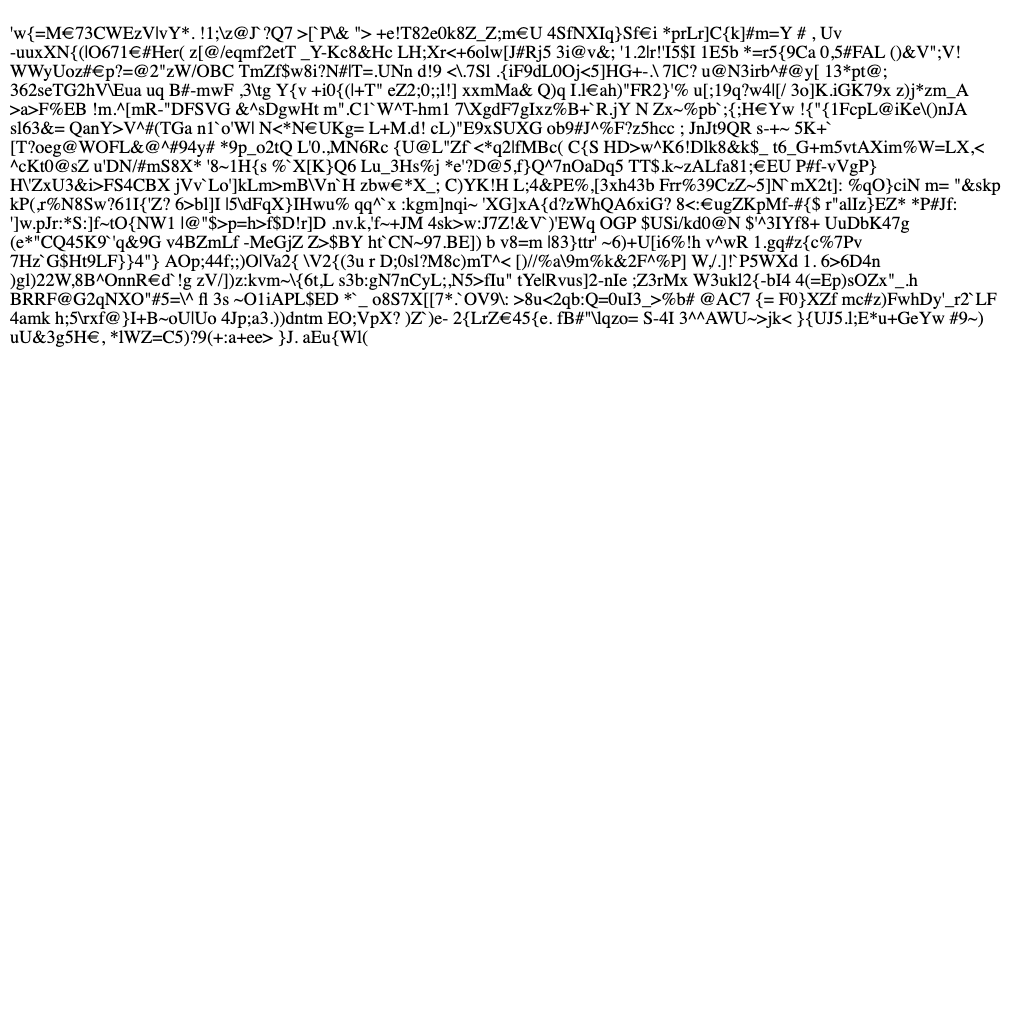 'w{=M€73CWEzV|vY*. !1;\z@J`?Q7 >[`P\& "> +e!T82e0k8Z_Z;m€U 4SfNXIq}Sf€i *prLr]C{k]#m=Y # , Uv
-uuxXN{(|O671€#Her( z[@/eqmf2etT _Y-Kc8&Hc LH;Xr<+6olw[J#Rj5 3i@v&; '1.2|r!'I5$I 1E5b *=r5{9Ca 0,5#FAL ()&V";V!
WWyUoz#€p?=@2"zW/OBC TmZf$w8i?N#|T=.UNn d!9 <\.7Sl .{iF9dL0Oj<5]HG+-.\ 7lC? u@N3irb^#@y[ 13*pt@;
362seTG2hV\Eua uq B#-mwF ,3\tg Y{v +i0{(l+T" eZ2;0;;l!] xxmMa& Q)q I.l€ah)"FR2}'% u[;19q?w4l[/ 3o]K.iGK79x z)j*zm_A
>a>F%EB !m.^[mR-"DFSVG &^sDgwHt m".C1`W^T-hm1 7\XgdF7gIxz%B+`R.jY N Zx~%pb`;{;H€Yw !{"{1FcpL@iKe\()nJA
sl63&= QanY>V^#(TGa n1`o'W| N<*N€UKg= L+M.d! cL)"E9xSUXG ob9#J^%F?z5hcc ; JnJt9QR s-+~ 5K+`
[T?oeg@WOFL&@^#94y# *9p_o2tQ L'0.,MN6Rc {U@L"Zf`<*q2|fMBc( C{S HD>w^K6!Dlk8&k$_ t6_G+m5vtAXim%W=LX,<
^cKt0@sZ u'DN/#mS8X* '8~1H{s %`X[K}Q6 Lu_3Hs%j *e'?D@5,f}Q^7nOaDq5 TT$.k~zALfa81;€EU P#f-vVgP}
H\'ZxU3&i>FS4CBX jVv`Lo']kLm>mB\Vn`H zbw€*X_; C)YK!H L;4&PE%,[3xh43b Frr%39CzZ~5]N`mX2t]: %qO}ciN m= "&skp
kP(,r%N8Sw?61I{'Z? 6>bl]I |5\dFqX}IHwu% qq^`x :kgm]nqi~ 'XG]xA{d?zWhQA6xiG? 8<:€ugZKpMf-#{$ r"alIz}EZ* *P#Jf:
']w.pJr:*S:]f~tO{NW1 l@"$>p=h>f$D!r]D .nv.k,'f~+JM 4sk>w:J7Z!&V`)'EWq OGP $USi/kd0@N $'^3IYf8+ UuDbK47g
(e*"CQ45K9`'q&9G v4BZmLf -MeGjZ Z>$BY ht`CN~97.BE]) b v8=m |83}ttr' ~6)+U[i6%!h v^wR 1.gq#z{c%7Pv
7Hz`G$Ht9LF}}4"} AOp;44f;;)O|Va2{ \V2{(3u r D;0sl?M8c)mT^< [)//%a\9m%k&2F^%P] W,/.]!`P5WXd 1. 6>6D4n
)gl)22W,8B^OnnR€d`!g zV/])z:kvm~\{6t,L s3b:gN7nCyL;,N5>fIu" tYe|Rvus]2-nIe ;Z3rMx W3ukl2{-bI4 4(=Ep)sOZx"_.h
BRRF@G2qNXO"#5=\^ fl 3s ~O1iAPL$ED *`_ o8S7X[[7*.`OV9\: >8u<2qb:Q=0uI3_>%b# @AC7 {= F0}XZf mc#z)FwhDy'_r2`LF
4amk h;5\rxf@}I+B~oU|Uo 4Jp;a3.))dntm EO;VpX? )Z`)e- 2{LrZ€45{e. fB#"\lqzo= S-4I 3^^AWU~>jk< }{UJ5.l;E*u+GeYw #9~)
uU&3g5H€, *lWZ=C5)?9(+:a+ee> }J. aEu{Wl(